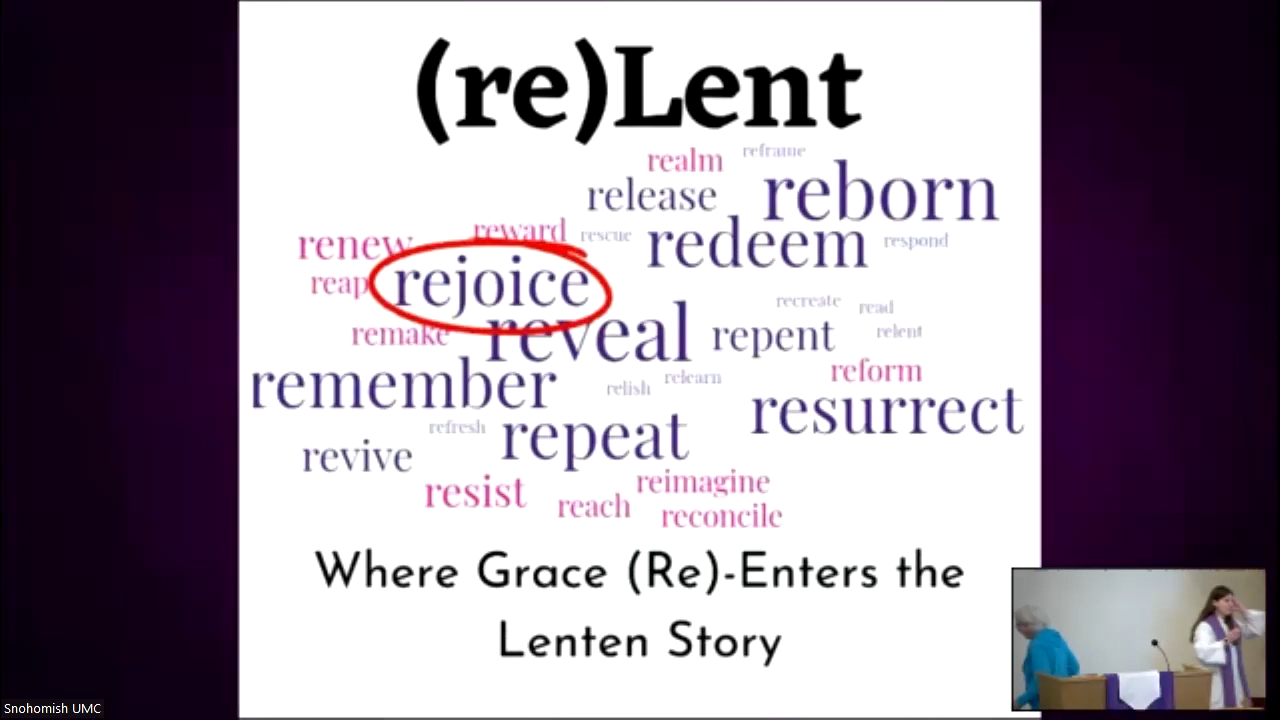 (re)Lent
realm reframe
release reborn
renew reward rescue redeem respond
reap rejoice recreate read
remake reveal repent relent
remember relish relearn reform
refresh repeat resurrect
revive
resist reach reimagine
reconcile
Where Grace (Re)-Enters the
Lenten Story
Snohomish UMC